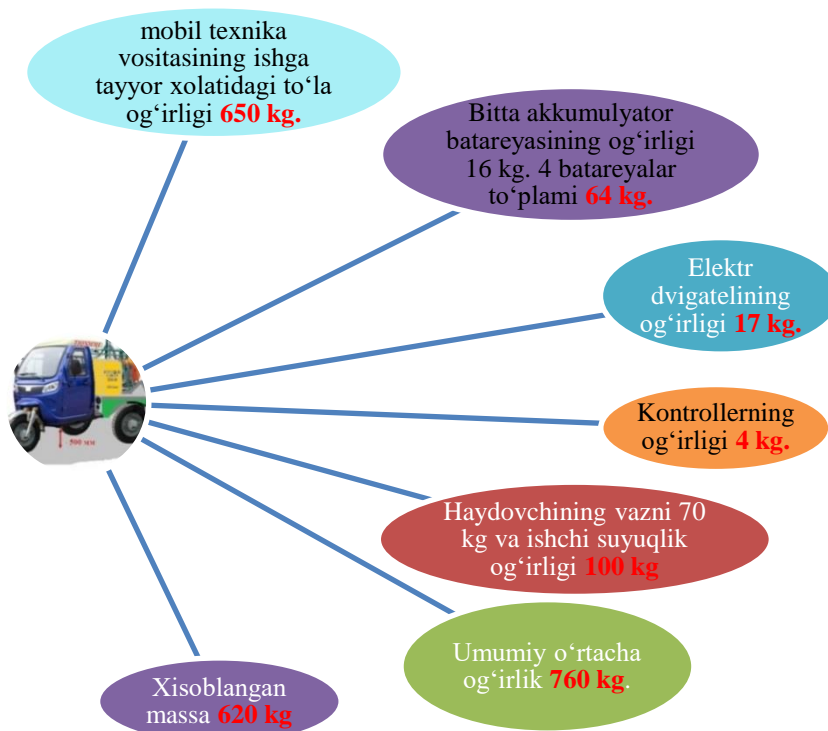 mobil texnika
vositasining ishga
tayyor xolatidagi to‘la
og‘irligi 650 kg.
Bitta akkumulyator
batareyasining og‘irligi
16 kg. 4 batareyalar
to‘plami 64 kg.
Elektr
dvigatelining
og‘irligi 17 kg.
Kontrollerning
og‘irligi 4 kg.
Haydovchining vazni 70
kg va ishchi suyuqlik
og‘irligi 100 kg
Umumiy o‘rtacha
og‘irlik 760 kg.
Xisoblangan
massa 620 kg